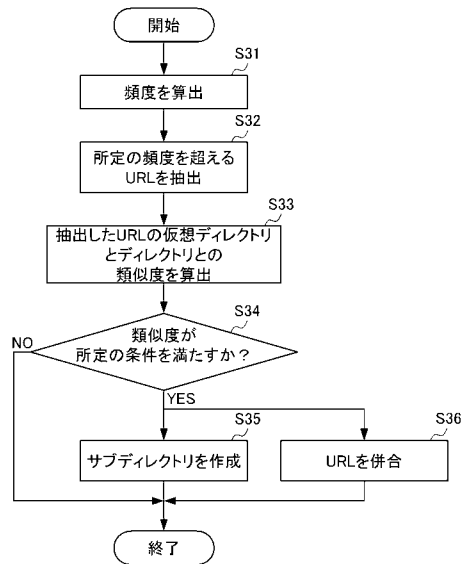 開始
S31
頻度を算出
S32
所定の頻度を超える
URLを抽出
S33
抽出したURLの仮想ディレクトリ
とディレクトリとの
類似度を算出
S34
類似度が
所定の条件を満たすか？
NO
YES
S35
サブディレクトリを作成
S36
URLを併合
終了